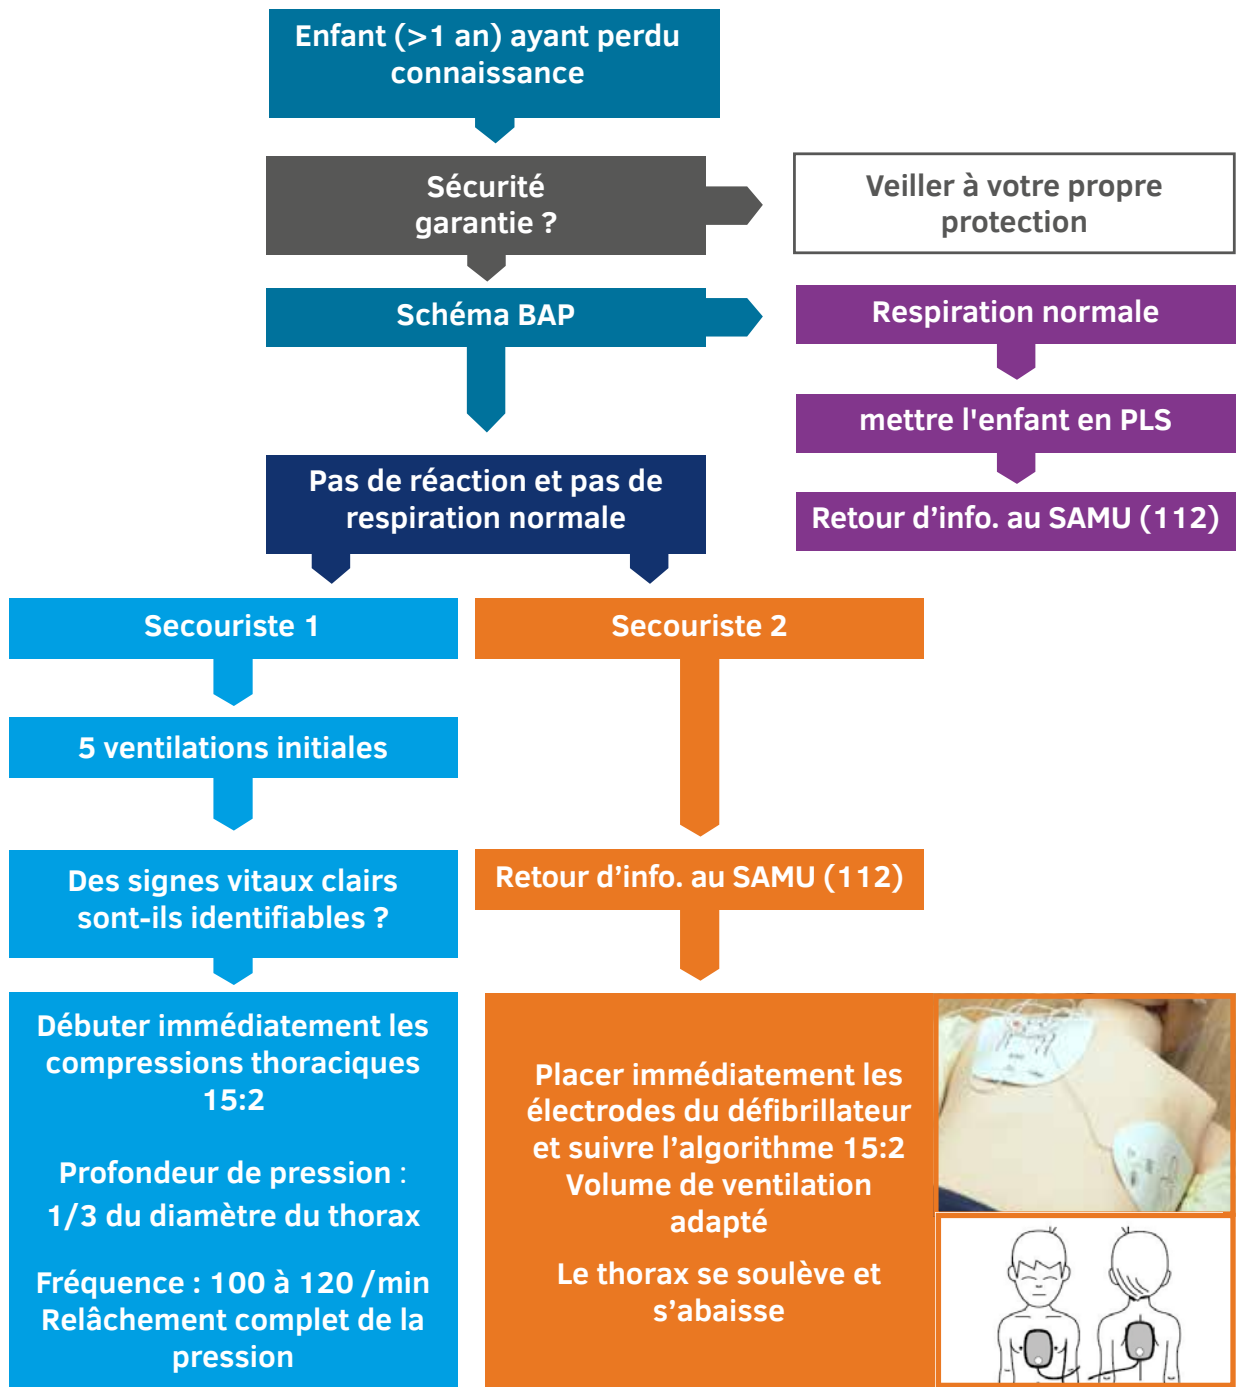 Enfant (>1 an) ayant perdu
connaissance
Sécurité
garantie ?
Veiller à votre propre
protection
Schéma BAP
Respiration normale
mettre l'enfant en PLS
Retour d’info. au SAMU (112)
Pas de réaction et pas de
respiration normale
Secouriste 1
Secouriste 2
5 ventilations initiales
Des signes vitaux clairs
sont-ils identifiables ?
Retour d’info. au SAMU (112)
Débuter immédiatement les
compressions thoraciques
15:2
Profondeur de pression :
1/3 du diamètre du thorax
Fréquence : 100 à 120 /min
Relâchement complet de la
pression
Placer immédiatement les
électrodes du défibrillateur
et suivre l’algorithme 15:2
Volume de ventilation
adapté
Le thorax se soulève et
s’abaisse